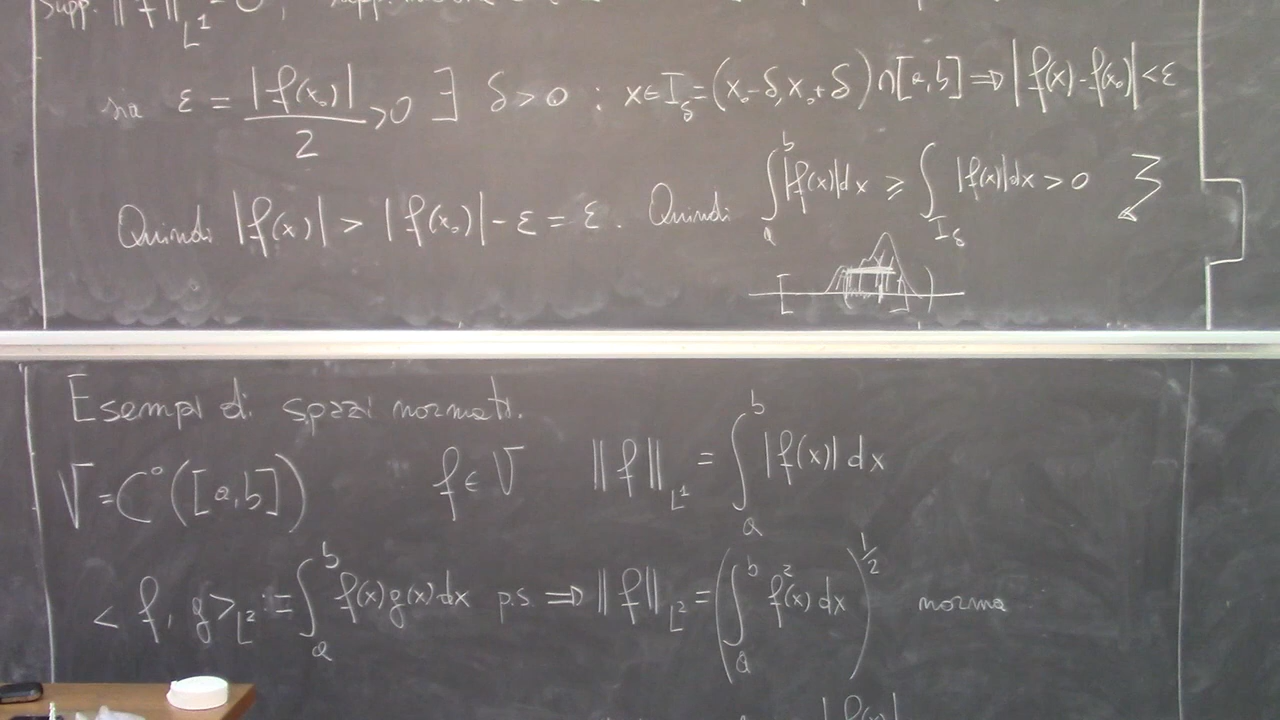 Supp. ‖f‖_{L^1} = 0, supp.
sia ε = |f(x₀)|/2 > 0 ∃ δ > 0 : x ∈ I_δ = (x₀-δ, x₀+δ) ∩ [a,b] ⇒ |f(x) - f(x₀)| < ε
Quindi |f(x)| > |f(x₀)| - ε = ε. Quindi ∫_a^b |f(x)| dx ≥ ∫_{I_δ} |f(x)| dx > 0
Esempi di spazi normati.
V = C⁰([a,b]) f ∈ V ‖f‖_{L^1} = ∫_a^b |f(x)| dx
< f, g >_{L^2} := ∫_a^b f(x) g(x) dx p.s. ⇒ ‖f‖_{L^2} = (∫_a^b f²(x) dx)^{1/2} norma
|f(x)|